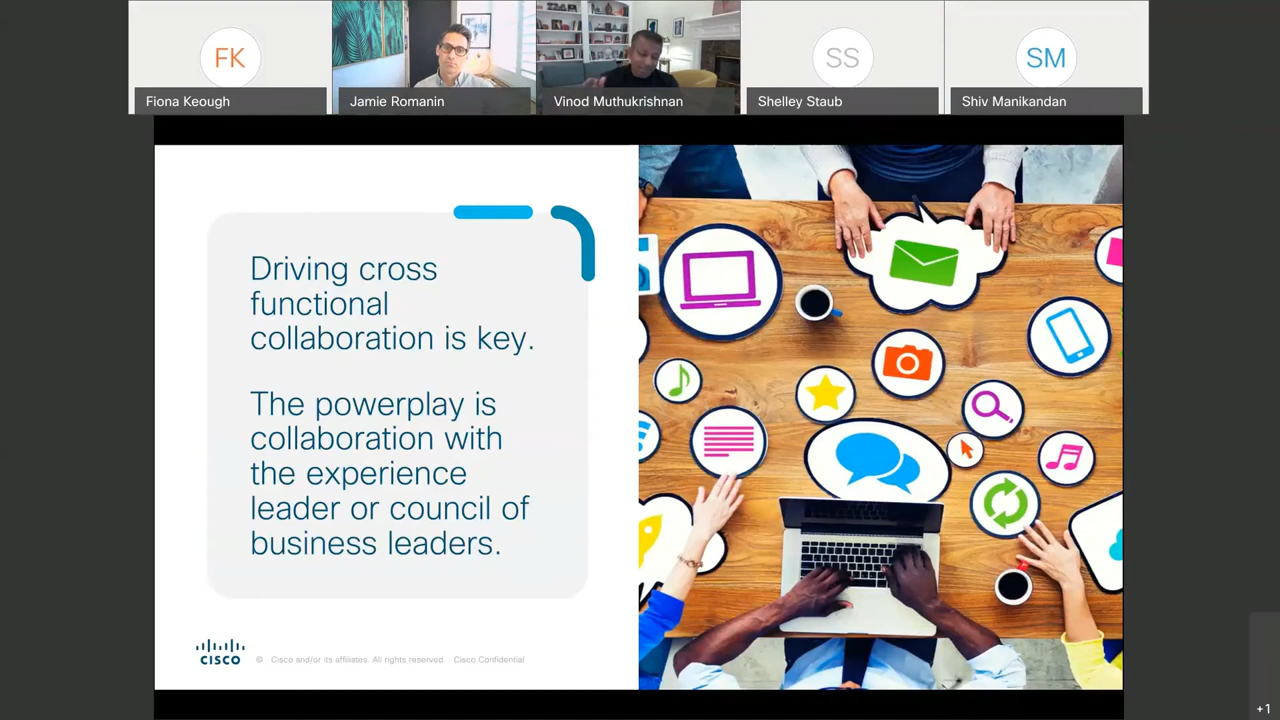 FK
SS
SM
Fiona Keough
Jamie Romanin
Vinod Muthukrishnan
Shelley Staub
Shiv Manikandan
Driving cross
functional
collaboration is key.
The powerplay is
collaboration with
the experience
leader or council of
business leaders.
CISCO
© Cisco and/or its affiliates. All rights reserved. Cisco Confidential
+1